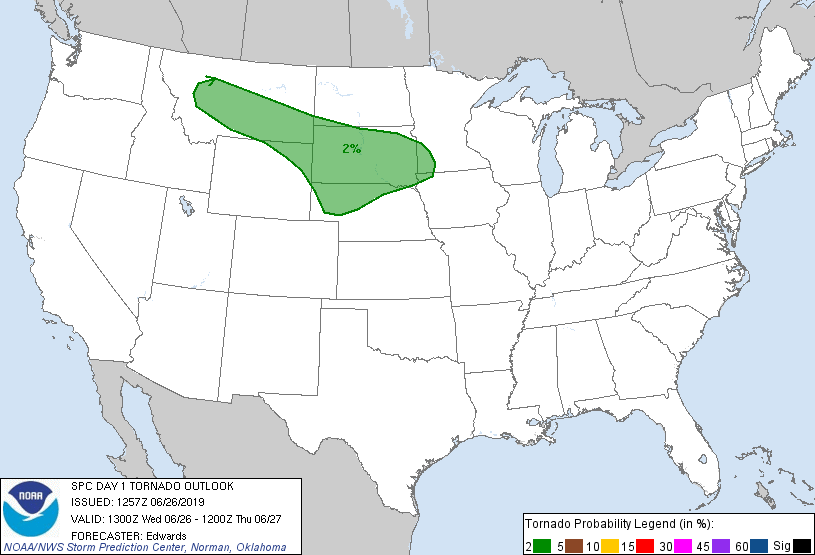 2%
NOAA
SPC DAY 1 TORNADO OUTLOOK
ISSUED: 1257Z 06/26/2019
VALID: 1300Z Wed 06/26 - 1200Z Thu 06/27
FORECASTER: Edwards
NOAA/NWS Storm Prediction Center, Norman, Oklahoma
Tornado Probability Legend (in %):
2 5 10 15 30 45 60 Sig